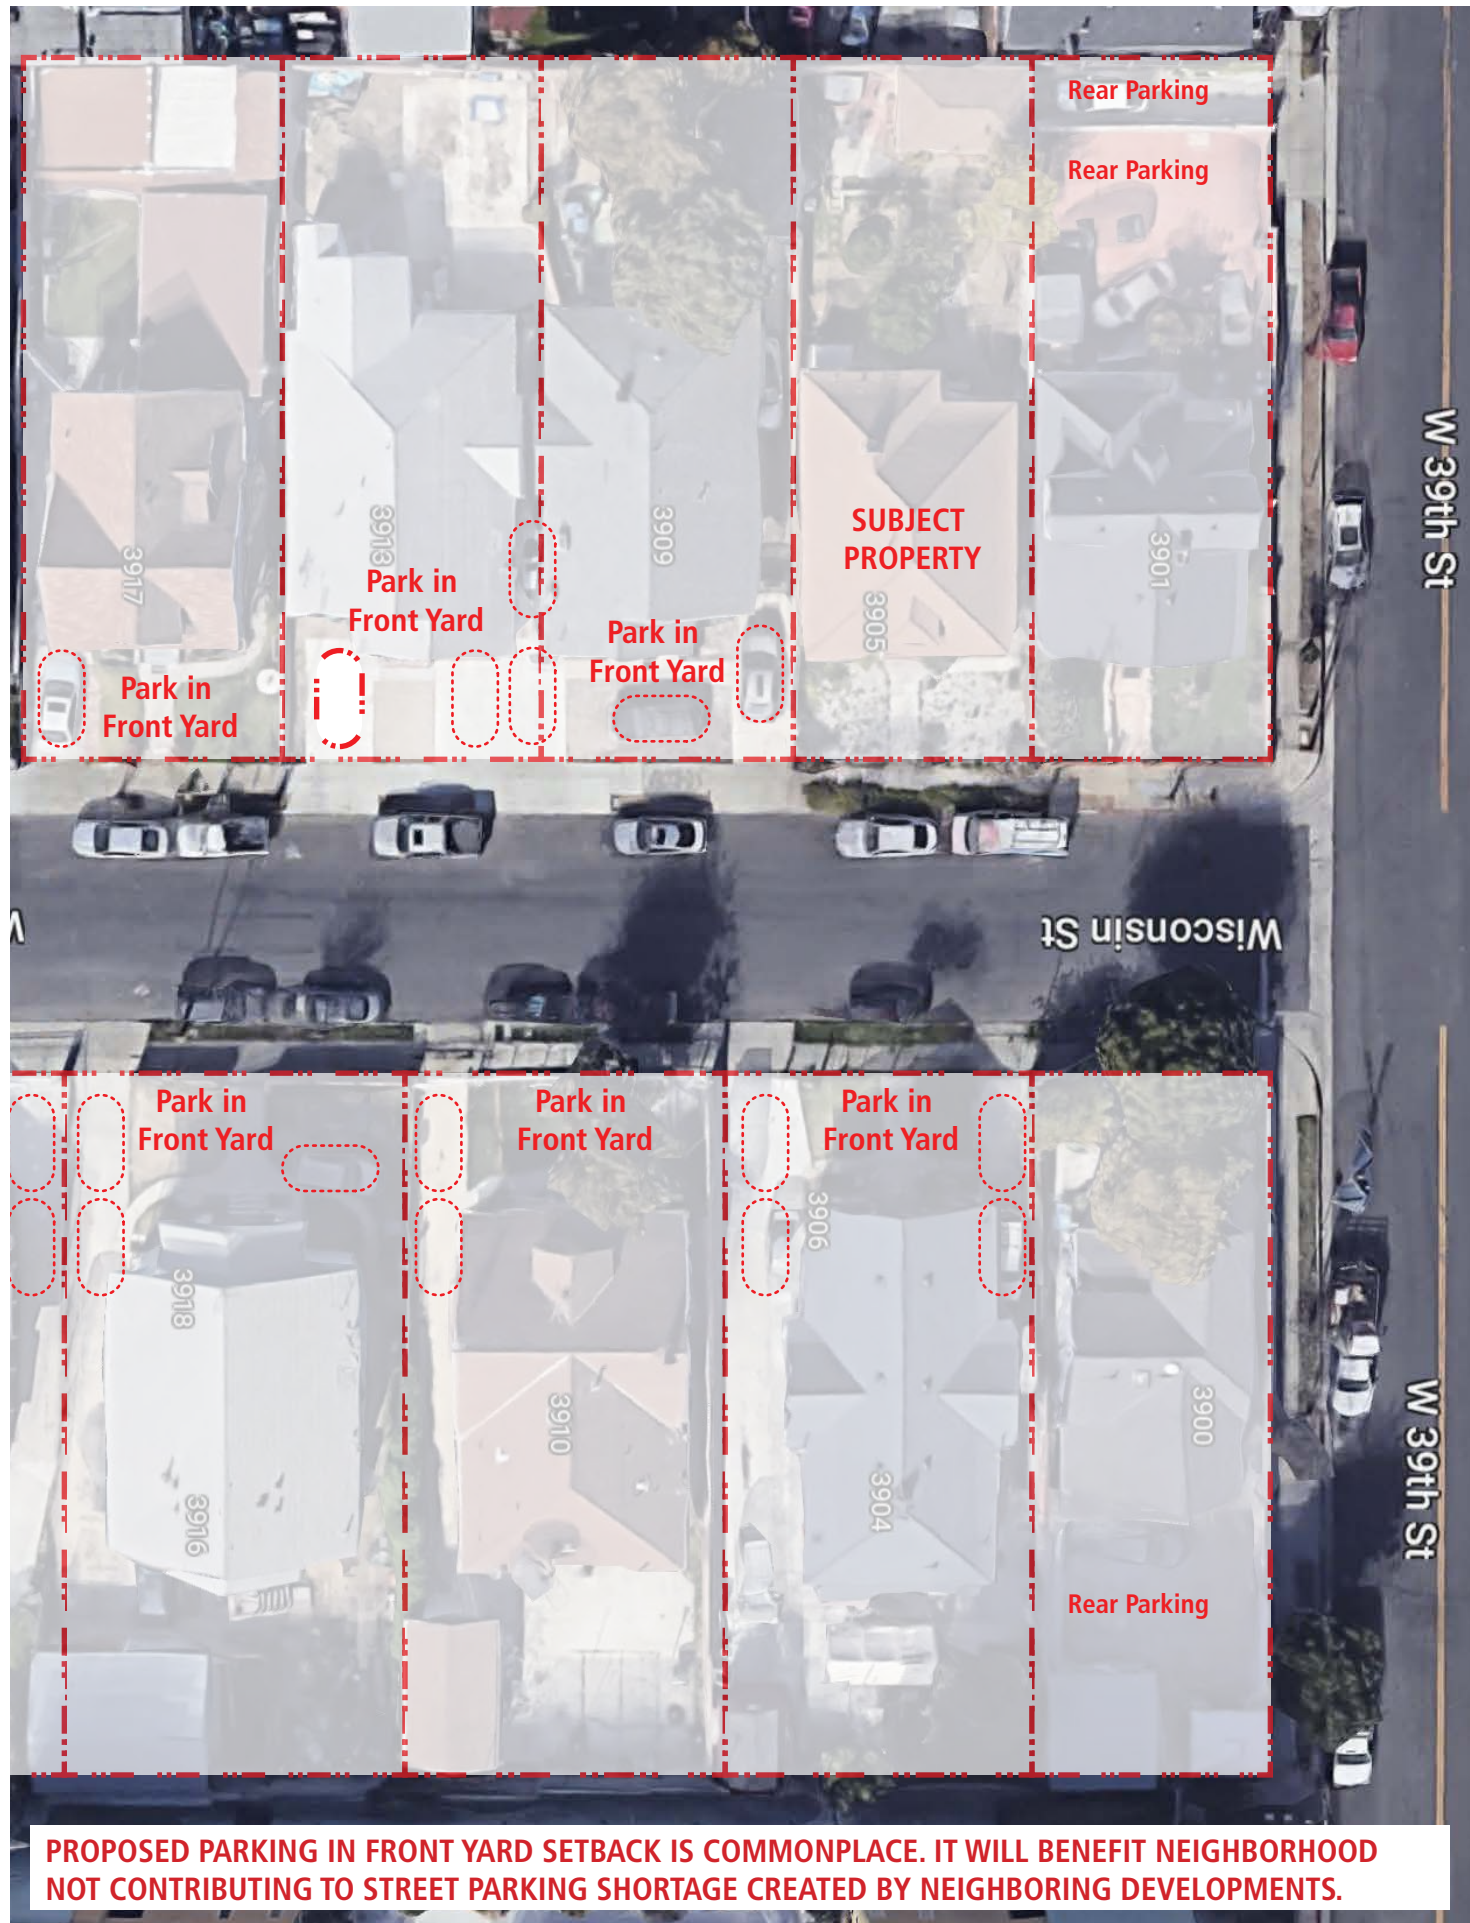 Rear Parking
Rear Parking
W 39th St
SUBJECT
PROPERTY
3913
3909
3901
3917
Park in
Front Yard
3905
Park in
Front Yard
Park in
Front Yard
Wisconsin St
Park in
Front Yard
Park in
Front Yard
Park in
Front Yard
3906
3918
3910
3900
W 39th St
3904
3916
Rear Parking
PROPOSED PARKING IN FRONT YARD SETBACK IS COMMONPLACE. IT WILL BENEFIT NEIGHBORHOOD
NOT CONTRIBUTING TO STREET PARKING SHORTAGE CREATED BY NEIGHBORING DEVELOPMENTS.